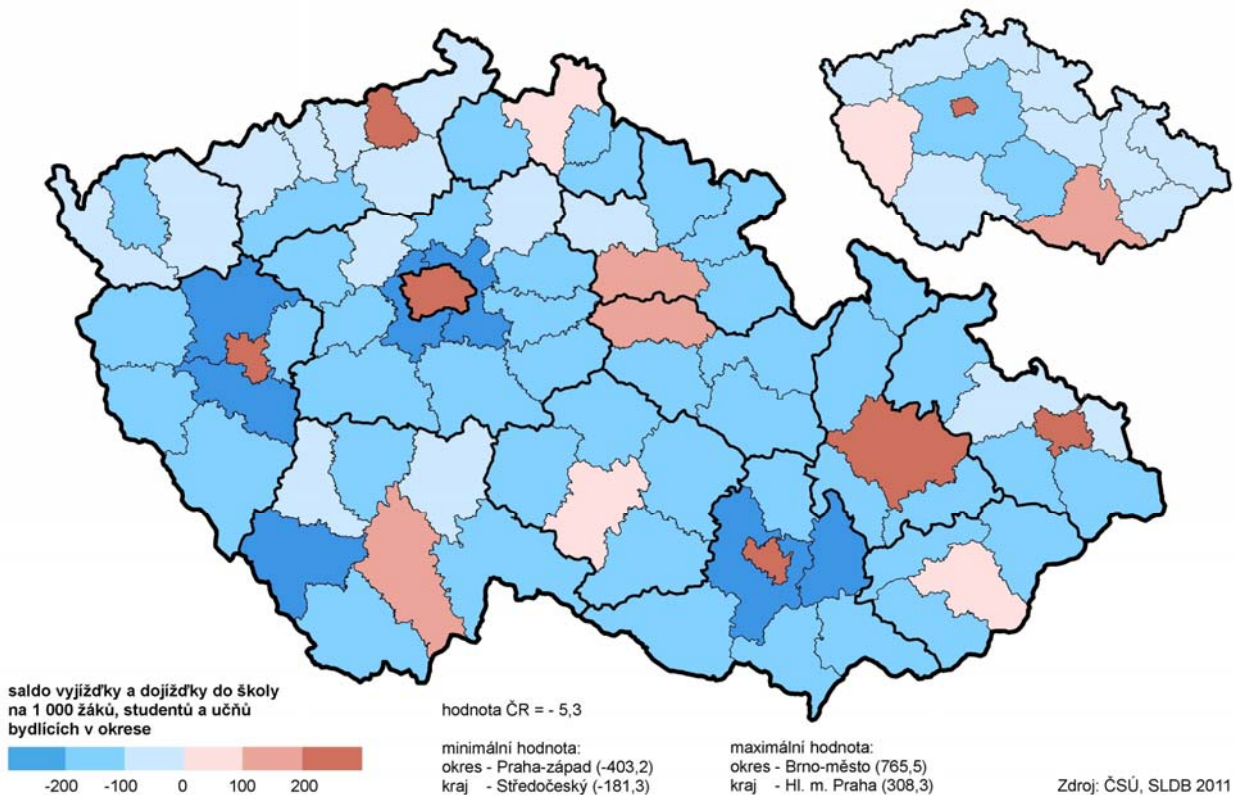 saldo vyjížďky a dojížďky do školy
na 1 000 žáků, studentů a učňů
bydlících v okrese
-200 -100 0 100 200
hodnota ČR = - 5,3
minimální hodnota:
okres - Praha-západ (-403,2)
kraj - Středočeský (-181,3)
maximální hodnota:
okres - Brno-město (765,5)
kraj - Hl. m. Praha (308,3)
Zdroj: ČSÚ, SLDB 2011